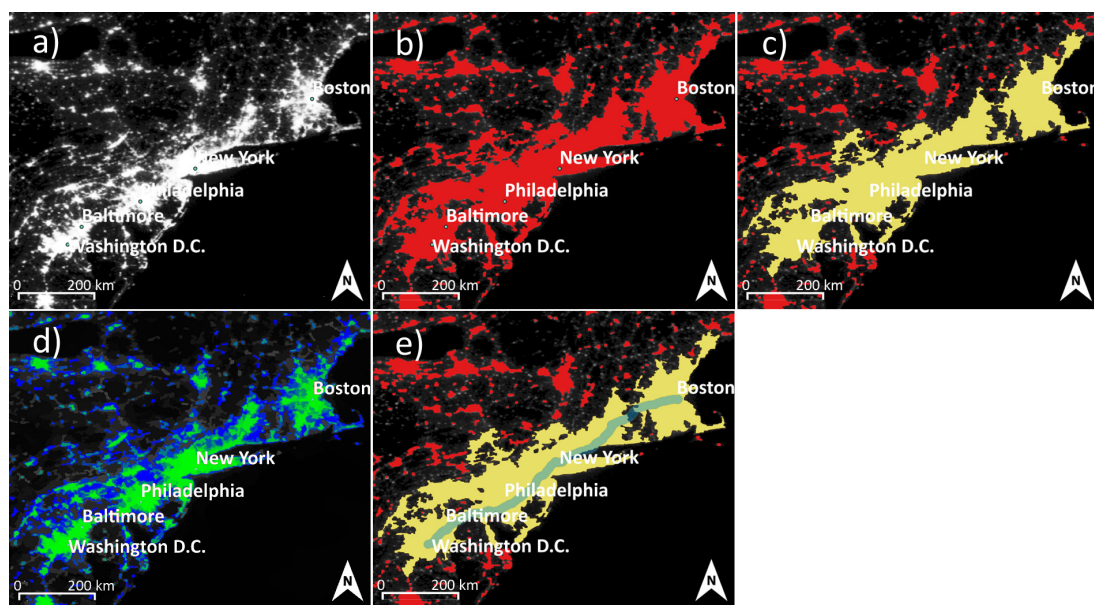 a)
Boston
New York
Philadelphia
Baltimore
Washington D.C.
0 200 km
N
b)
Boston
New York
Philadelphia
Baltimore
Washington D.C.
0 200 km
N
c)
Boston
New York
Philadelphia
Baltimore
Washington D.C.
0 200 km
N
d)
Boston
New York
Philadelphia
Baltimore
Washington D.C.
0 200 km
N
e)
Boston
New York
Philadelphia
Baltimore
Washington D.C.
0 200 km
N